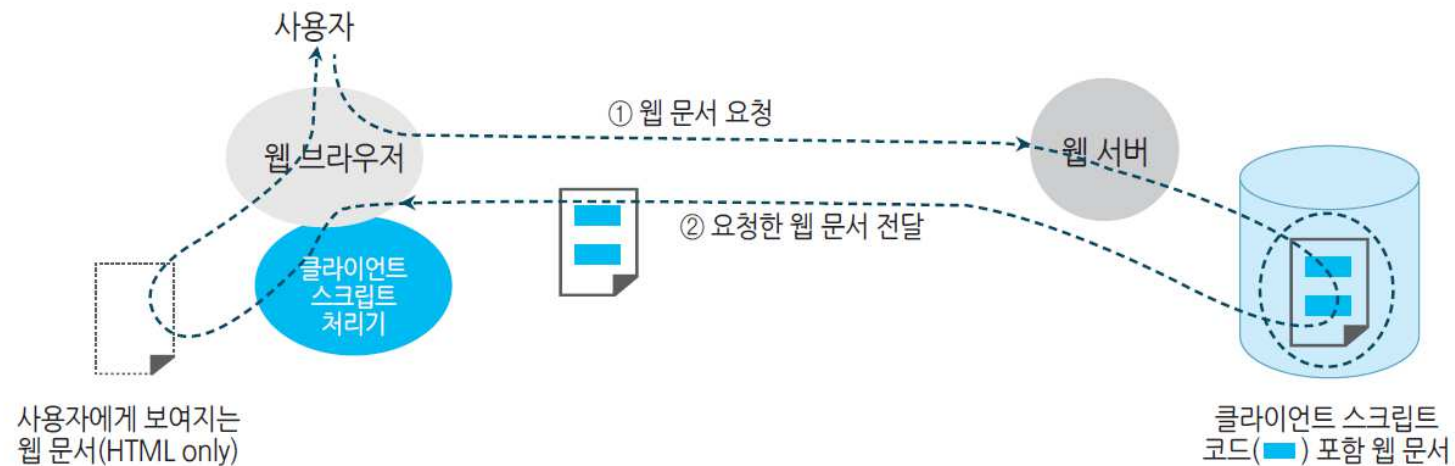 사용자
① 웹 문서 요청
웹 브라우저
웹 서버
② 요청한 웹 문서 전달
클라이언트
스크립트
처리기
사용자에게 보여지는
웹 문서(HTML only)
클라이언트 스크립트
코드( ) 포함 웹 문서